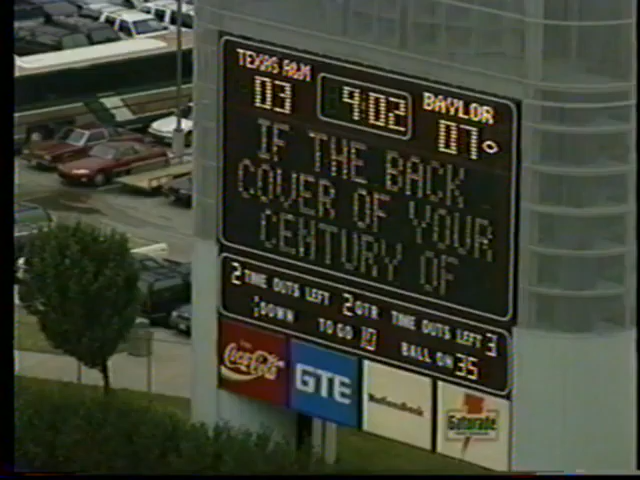 TEXAS A&M 9:02 BAYLOR
03 07
IF THE BACK
COVER OF YOUR
CENTURY OF
2 TIME OUTS LEFT 2 QTR TIME OUTS LEFT 3
DOWN TO GO 10 BALL ON 35
Coca-Cola GTE NationsBank Gatorade